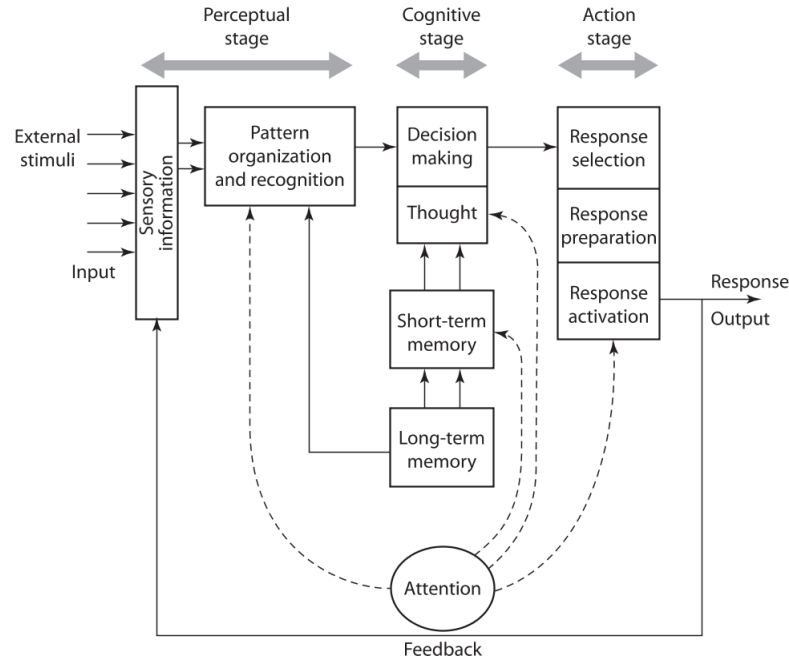 Perceptual
stage
Cognitive
stage
Action
stage
External
stimuli
Input
Sensory
information
Pattern
organization
and recognition
Decision
making
Thought
Short-term
memory
Long-term
memory
Response
selection
Response
preparation
Response
activation
Response
Output
Attention
Feedback